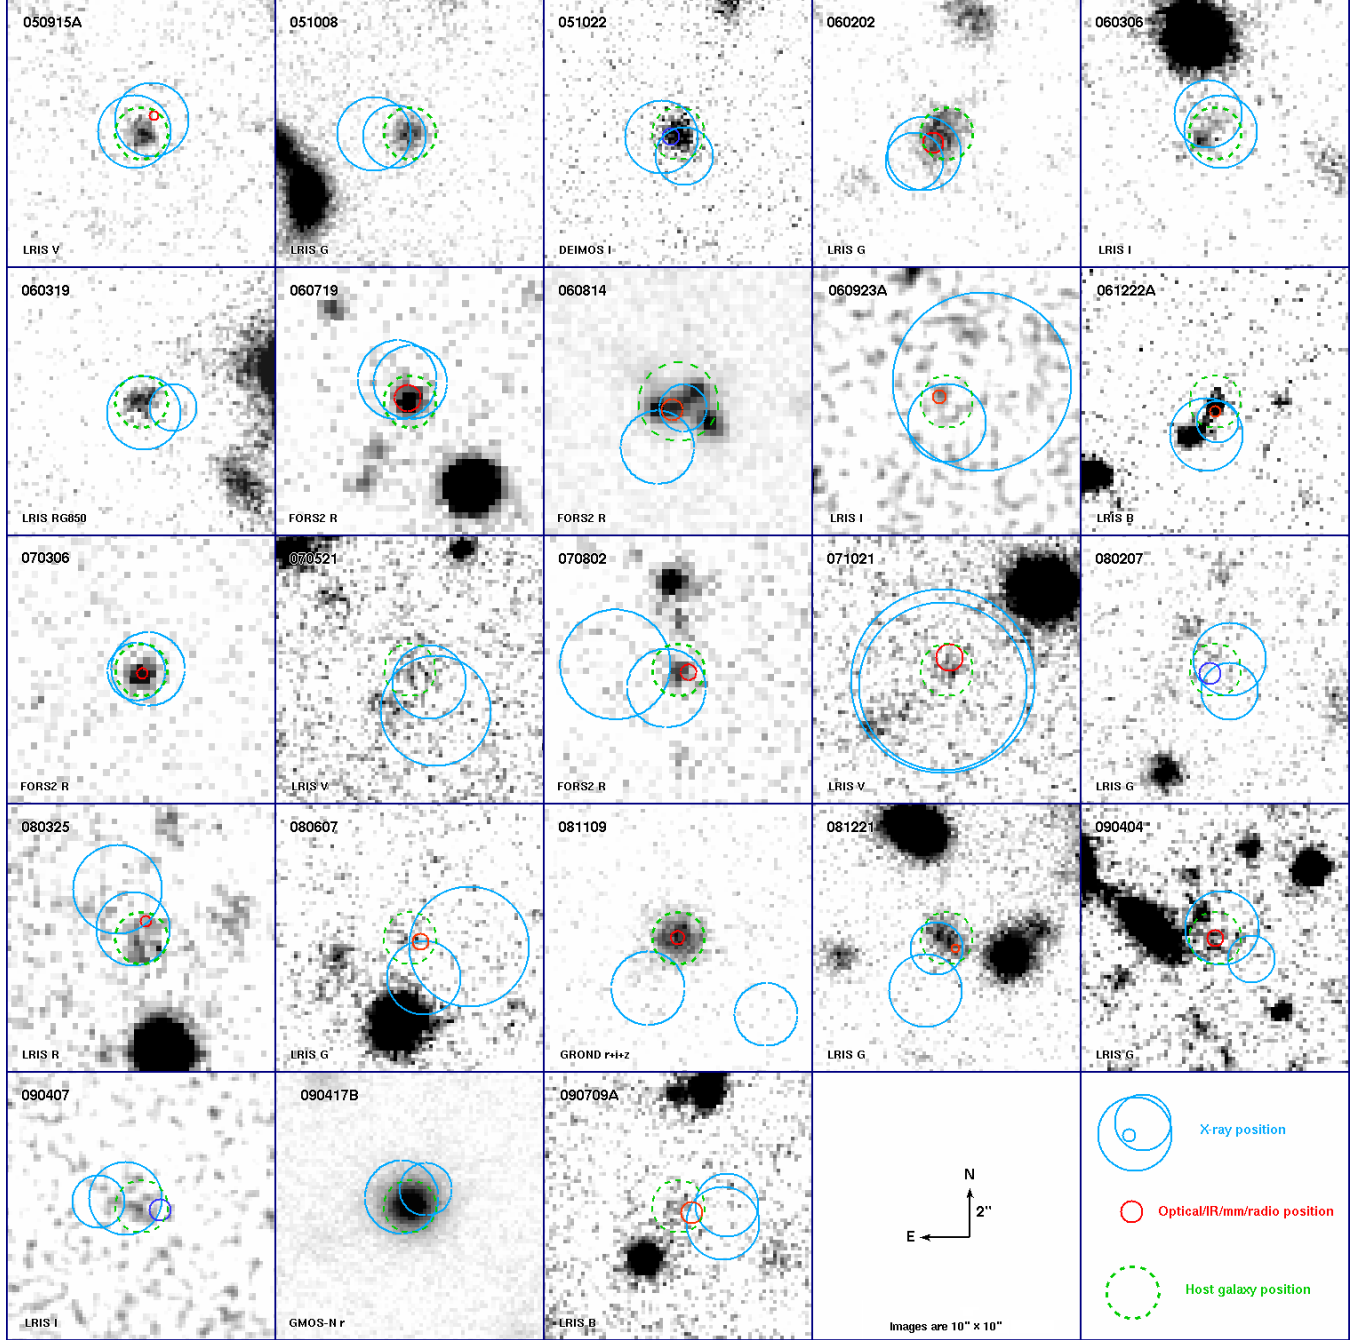 050915A
051008
051022
060202
060306
LRIS V
LRIS G
DEIMOS I
LRIS G
LRIS I
060319
060719
060814
060923A
061222A
LRIS RG850
FORS2 R
FORS2 R
LRIS I
LRIS B
070306
070521
070802
071021
080207
FORS2 R
LRIS V
FORS2 R
LRIS V
LRIS G
080325
080607
081109
081221
090404
LRIS R
LRIS G
GROND r+i+z
LRIS G
LRIS G
090407
090417B
090709A
LRIS I
GMOS-N r
LRIS B
N
2"
E
Images are 10" × 10"
X-ray position
Optical/IR/mm/radio position
Host galaxy position